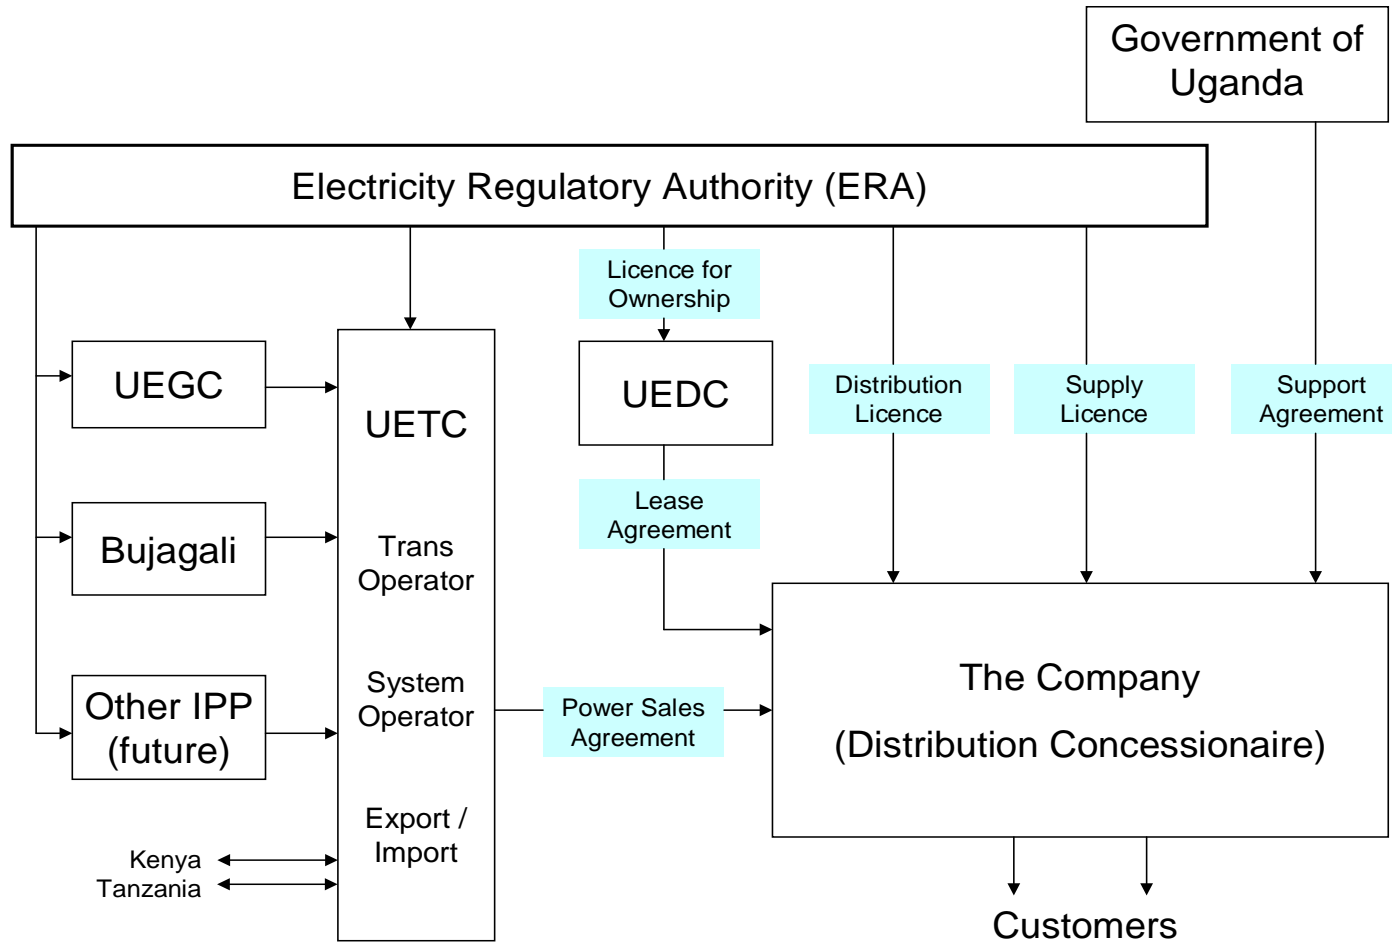 Government of
Uganda
Electricity Regulatory Authority (ERA)
Licence for
Ownership
UEGC
UETC
UEDC
Distribution
Licence
Supply
Licence
Support
Agreement
Bujagali
Trans
Operator
Lease
Agreement
Other IPP
(future)
System
Operator
Power Sales
Agreement
The Company
(Distribution Concessionaire)
Export /
Import
Kenya
Tanzania
Customers